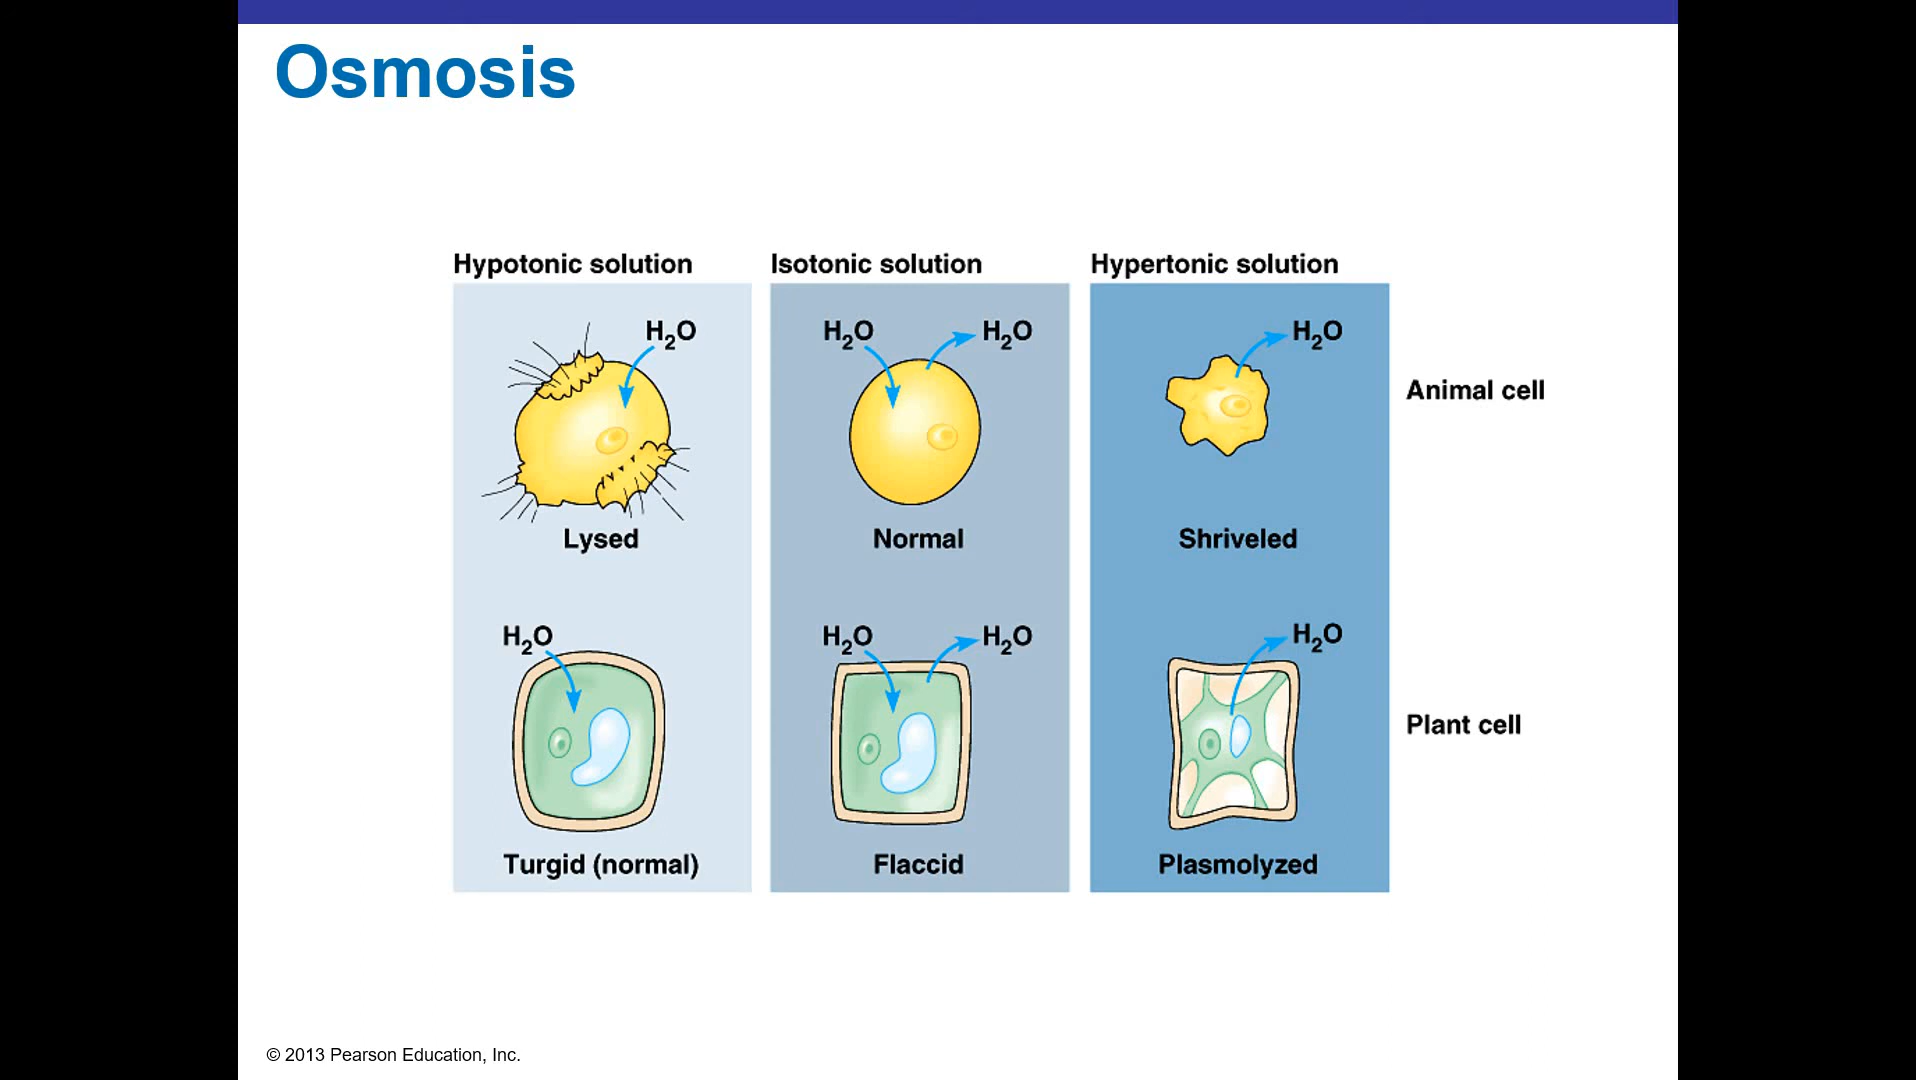 Osmosis
Hypotonic solution
Isotonic solution
Hypertonic solution
H₂O
H₂O
H₂O
H₂O
Animal cell
Lysed
Normal
Shriveled
H₂O
H₂O
H₂O
H₂O
Plant cell
Turgid (normal)
Flaccid
Plasmolyzed
© 2013 Pearson Education, Inc.